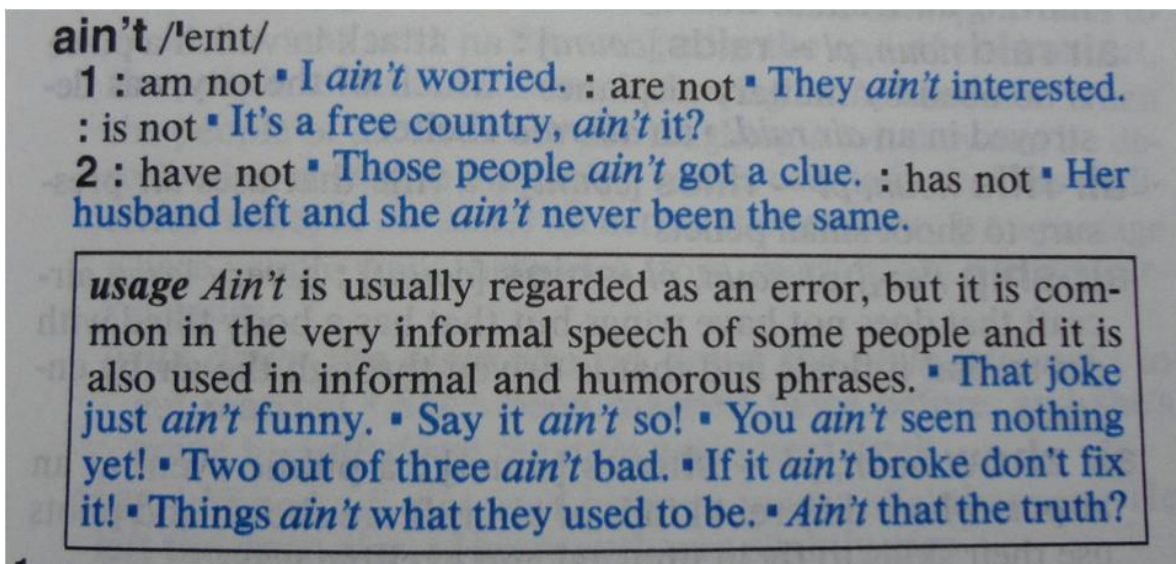 ain't /ˈeɪnt/
1 : am not ▪ I ain't worried. : are not ▪ They ain't interested.
: is not ▪ It's a free country, ain't it?
2 : have not ▪ Those people ain't got a clue. : has not ▪ Her
husband left and she ain't never been the same.
usage Ain't is usually regarded as an error, but it is com-
mon in the very informal speech of some people and it is
also used in informal and humorous phrases. ▪ That joke
just ain't funny. ▪ Say it ain't so! ▪ You ain't seen nothing
yet! ▪ Two out of three ain't bad. ▪ If it ain't broke don't fix
it! ▪ Things ain't what they used to be. ▪ Ain't that the truth?